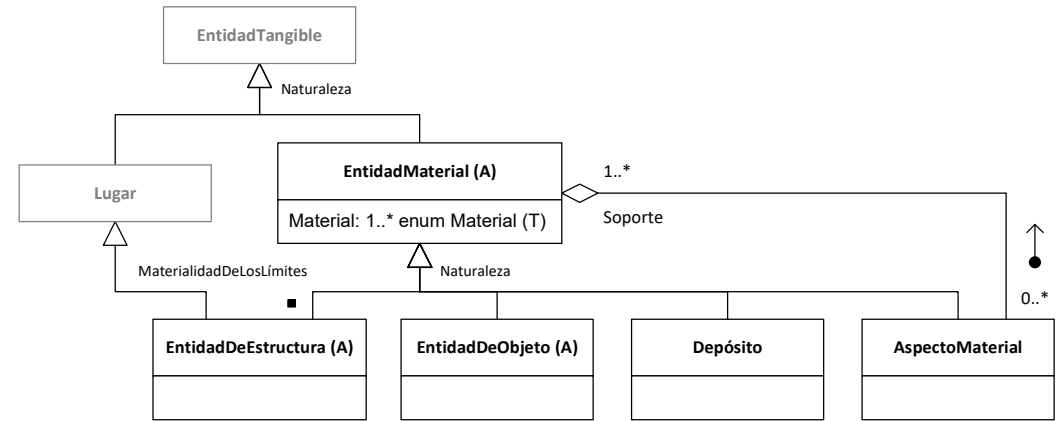 EntidadTangible
Naturaleza
EntidadMaterial (A)
1..*
Lugar
Material: 1..* enum Material (T)
Soporte
MaterialidadDeLosLímites
Naturaleza
0..*
EntidadDeEstructura (A)
EntidadDeObjeto (A)
Depósito
AspectoMaterial